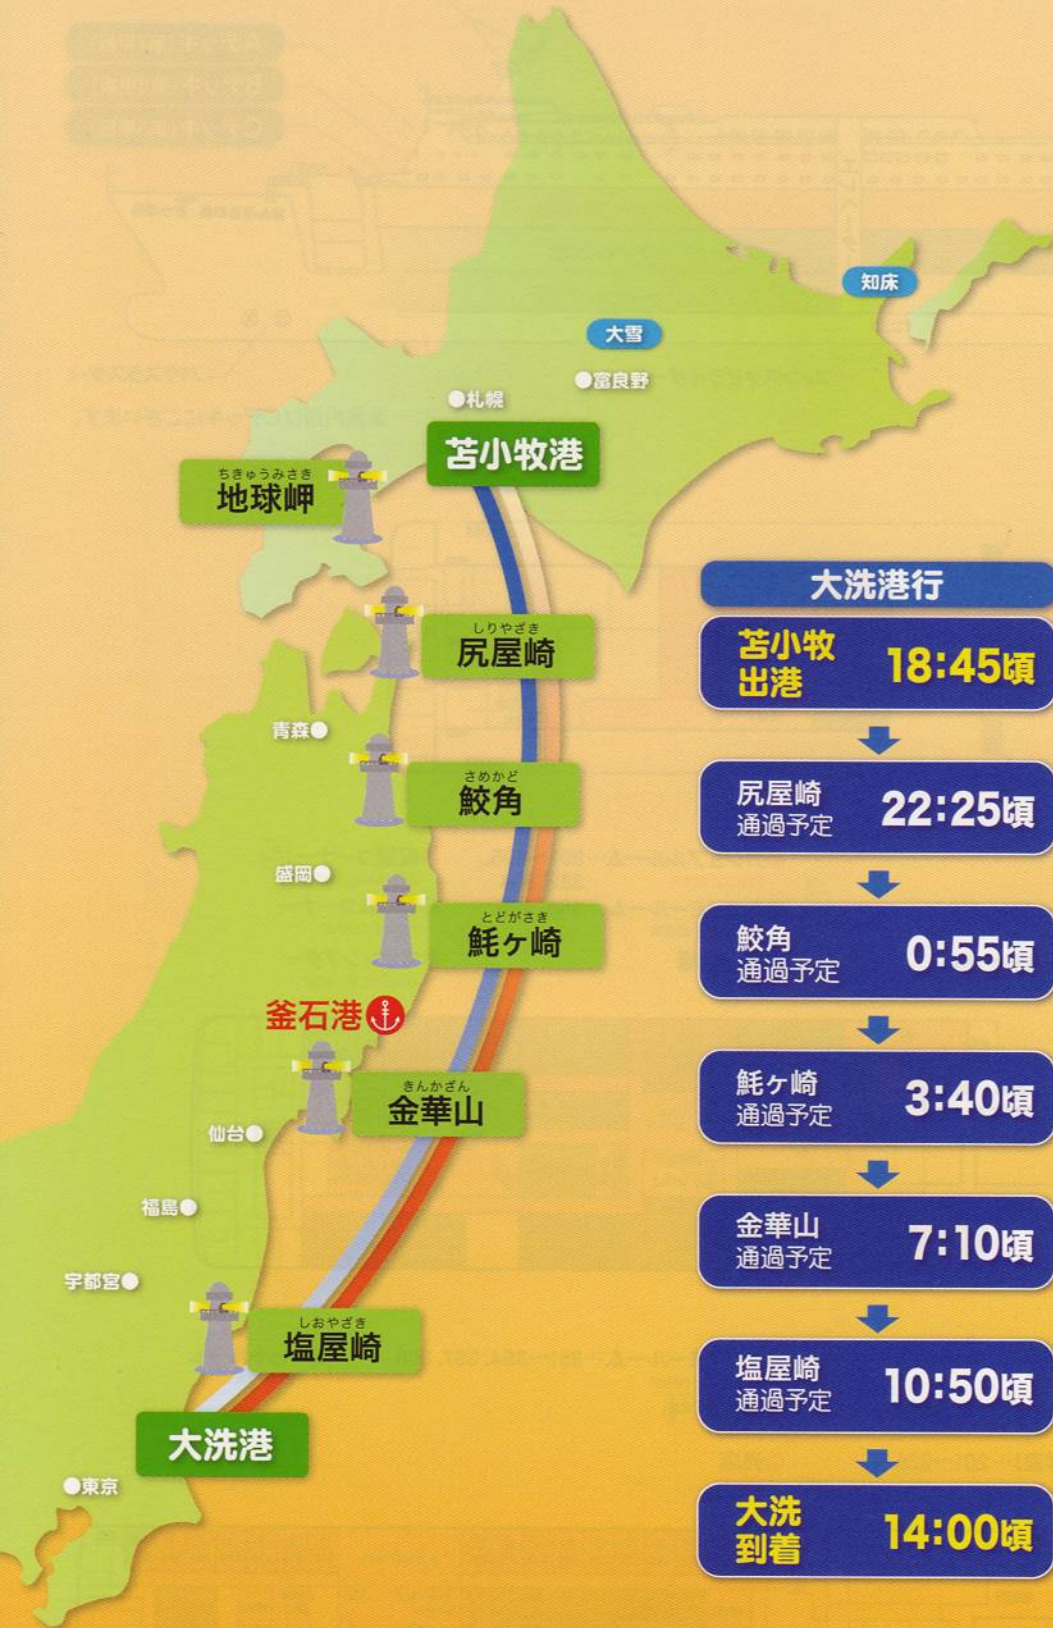 知床
大雪
富良野
札幌
苫小牧港
ちきゅうみさき
地球岬
しりやざき
尻屋崎
青森
さめかど
鮫角
盛岡
とどがさき
魹ヶ崎
釜石港
きんかざん
金華山
仙台
福島
宇都宮
しおやざき
塩屋崎
大洗港
東京
大洗港行
苫小牧
出港
18:45頃
尻屋崎
通過予定
22:25頃
鮫角
通過予定
0:55頃
魹ヶ崎
通過予定
3:40頃
金華山
通過予定
7:10頃
塩屋崎
通過予定
10:50頃
大洗
到着
14:00頃